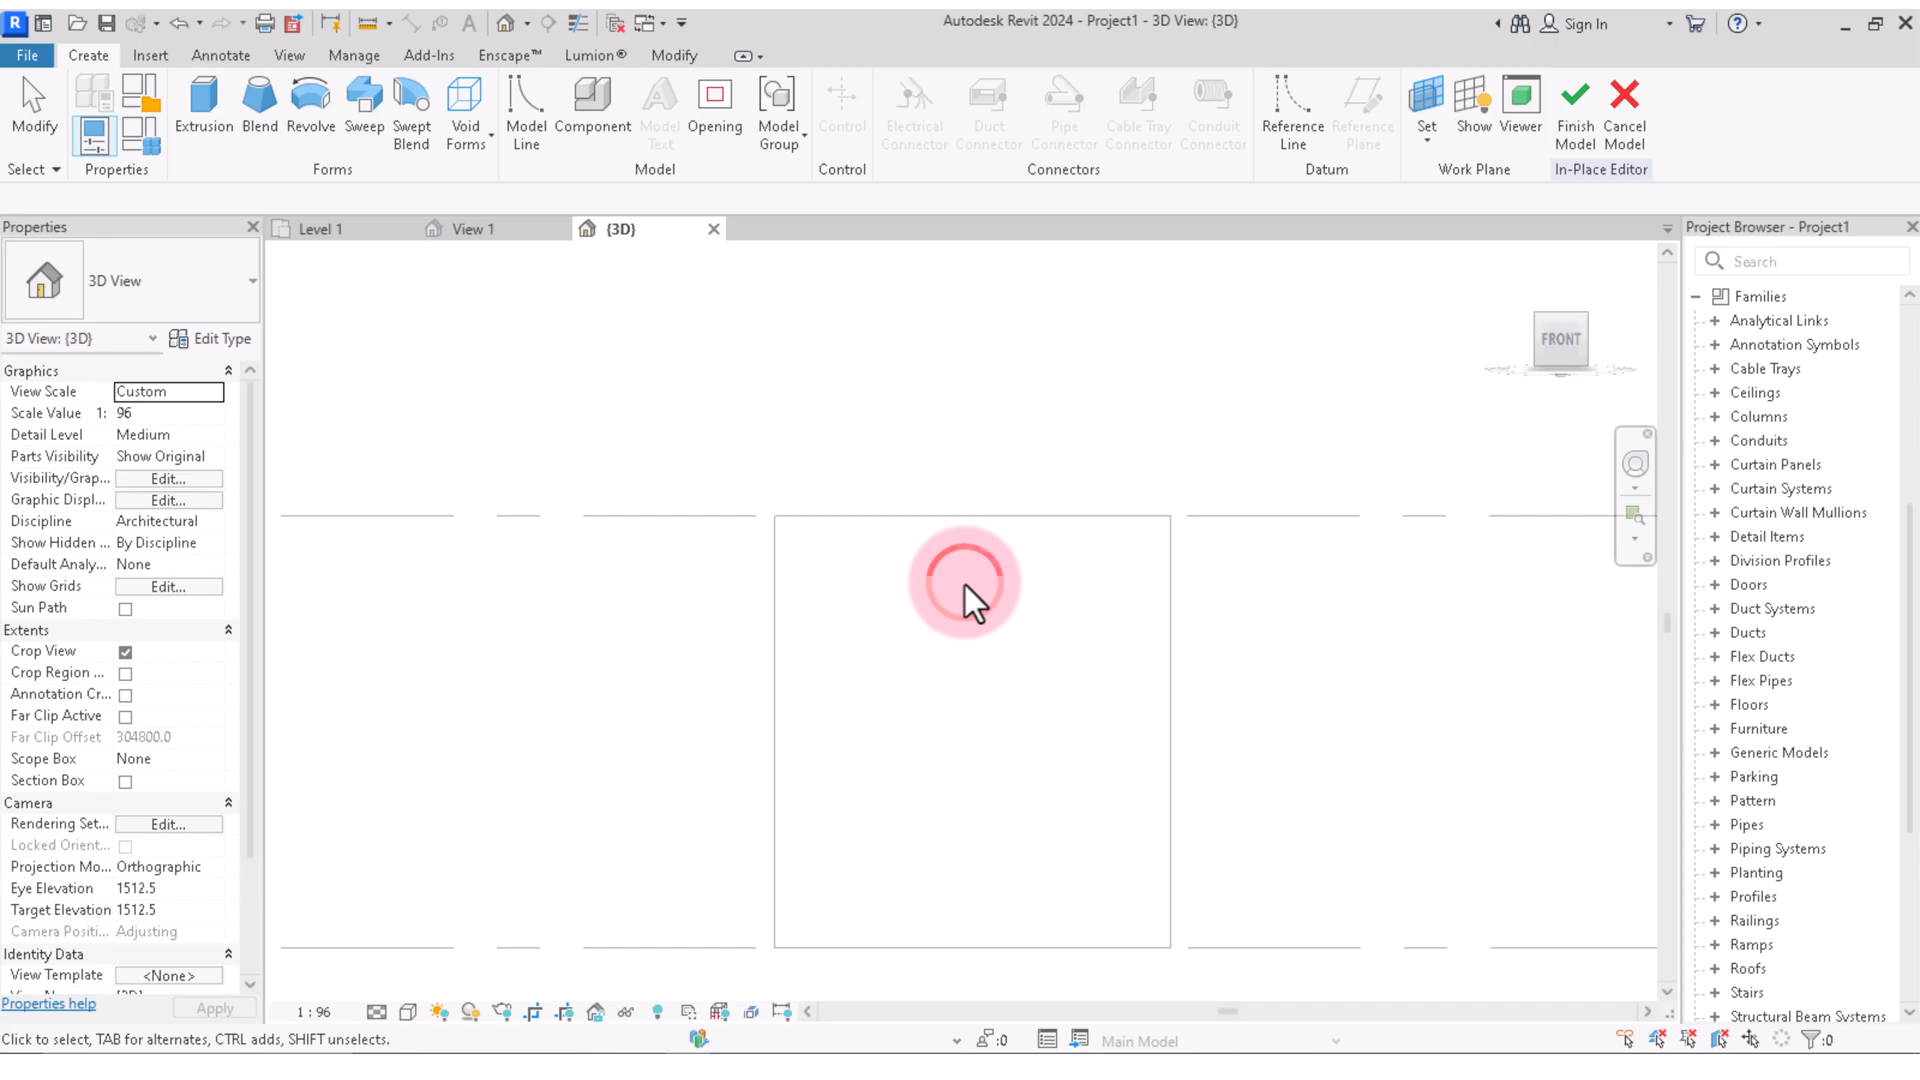 Autodesk Revit 2024 - Project1 - 3D View: {3D}
Sign In
File Create Insert Annotate View Manage Add-Ins Enscape™ Lumion® Modify
Modify
Extrusion
Blend
Revolve
Sweep
Swept Blend
Void Forms
Model Line
Component
Model Text
Opening
Model Group
Control
Electrical Connector
Duct Connector
Pipe Connector
Cable Tray Connector
Conduit Connector
Reference Line
Reference Plane
Set
Show
Viewer
Finish Model
Cancel Model
Select
Properties
Forms
Model
Control
Connectors
Datum
Work Plane
In-Place Editor
Properties
3D View
3D View: {3D}
Edit Type
Graphics
View Scale Custom
Scale Value 1: 96
Detail Level Medium
Parts Visibility Show Original
Visibility/Grap... Edit...
Graphic Displ... Edit...
Discipline Architectural
Show Hidden ... By Discipline
Default Analy... None
Show Grids Edit...
Sun Path
Extents
Crop View
Crop Region ...
Annotation Cr...
Far Clip Active
Far Clip Offset 304800.0
Scope Box None
Section Box
Camera
Rendering Set... Edit...
Locked Orient...
Projection Mo... Orthographic
Eye Elevation 1512.5
Target Elevation 1512.5
Camera Positi... Adjusting
Identity Data
View Template <None>
Properties help
Apply
Level 1
View 1
{3D}
FRONT
Project Browser - Project1
Search
Families
Analytical Links
Annotation Symbols
Cable Trays
Ceilings
Columns
Conduits
Curtain Panels
Curtain Systems
Curtain Wall Mullions
Detail Items
Division Profiles
Doors
Duct Systems
Ducts
Flex Ducts
Flex Pipes
Floors
Furniture
Generic Models
Parking
Pattern
Pipes
Piping Systems
Planting
Profiles
Railings
Ramps
Roofs
Stairs
Structural Beam Systems
1 : 96
Click to select, TAB for alternates, CTRL adds, SHIFT unselects.
:0
Main Model
:0